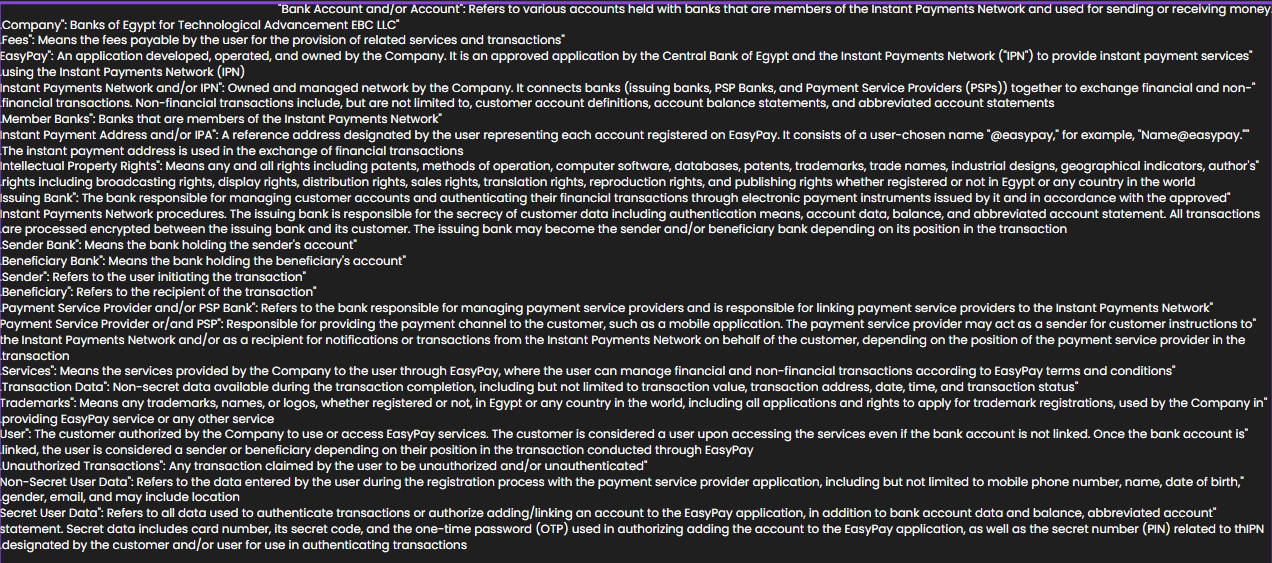 "Bank Account and/or Account": Refers to various accounts held with banks that are members of the Instant Payments Network and used for sending or receiving money.
.Company": Banks of Egypt for Technological Advancement EBC LLC"
.Fees": Means the fees payable by the user for the provision of related services and transactions"
EasyPay": An application developed, operated, and owned by the Company. It is an approved application by the Central Bank of Egypt and the Instant Payments Network ("IPN") to provide instant payment services"
.using the Instant Payments Network (IPN)
Instant Payments Network and/or IPN": Owned and managed network by the Company. It connects banks (issuing banks, PSP Banks, and Payment Service Providers (PSPs)) together to exchange financial and non-"
.financial transactions. Non-financial transactions include, but are not limited to, customer account definitions, account balance statements, and abbreviated account statements
.Member Banks": Banks that are members of the Instant Payments Network"
Instant Payment Address and/or IPA": A reference address designated by the user representing each account registered on EasyPay. It consists of a user-chosen name "@easypay," for example, "Name@easypay.""
.The instant payment address is used in the exchange of financial transactions
Intellectual Property Rights": Means any and all rights including patents, methods of operation, computer software, databases, patents, trademarks, trade names, industrial designs, geographical indicators, author's"
.rights including broadcasting rights, display rights, distribution rights, sales rights, translation rights, reproduction rights, and publishing rights whether registered or not in Egypt or any country in the world
Issuing Bank": The bank responsible for managing customer accounts and authenticating their financial transactions through electronic payment instruments issued by it and in accordance with the approved"
Instant Payments Network procedures. The issuing bank is responsible for the secrecy of customer data including authentication means, account data, balance, and abbreviated account statement. All transactions
.are processed encrypted between the issuing bank and its customer. The issuing bank may become the sender and/or beneficiary bank depending on its position in the transaction
.Sender Bank": Means the bank holding the sender's account"
.Beneficiary Bank": Means the bank holding the beneficiary's account"
.Sender": Refers to the user initiating the transaction"
.Beneficiary": Refers to the recipient of the transaction"
.Payment Service Provider and/or PSP Bank": Refers to the bank responsible for managing payment service providers and is responsible for linking payment service providers to the Instant Payments Network"
Payment Service Provider or/and PSP": Responsible for providing the payment channel to the customer, such as a mobile application. The payment service provider may act as a sender for customer instructions to"
the Instant Payments Network and/or as a recipient for notifications or transactions from the Instant Payments Network on behalf of the customer, depending on the position of the payment service provider in the
.transaction
.Services": Means the services provided by the Company to the user through EasyPay, where the user can manage financial and non-financial transactions according to EasyPay terms and conditions"
.Transaction Data": Non-secret data available during the transaction completion, including but not limited to transaction value, transaction address, date, time, and transaction status"
Trademarks": Means any trademarks, names, or logos, whether registered or not, in Egypt or any country in the world, including all applications and rights to apply for trademark registrations, used by the Company in"
.providing EasyPay service or any other service
User": The customer authorized by the Company to use or access EasyPay services. The customer is considered a user upon accessing the services even if the bank account is not linked. Once the bank account is"
.linked, the user is considered a sender or beneficiary depending on their position in the transaction conducted through EasyPay
.Unauthorized Transactions": Any transaction claimed by the user to be unauthorized and/or unauthenticated"
Non-Secret User Data": Refers to the data entered by the user during the registration process with the payment service provider application, including but not limited to mobile phone number, name, date of birth,"
.gender, email, and may include location
Secret User Data": Refers to all data used to authenticate transactions or authorize adding/linking an account to the EasyPay application, in addition to bank account data and balance, abbreviated account"
statement. Secret data includes card number, its secret code, and the one-time password (OTP) used in authorizing adding the account to the EasyPay application, as well as the secret number (PIN) related to thIPN
.designated by the customer and/or user for use in authenticating transactions